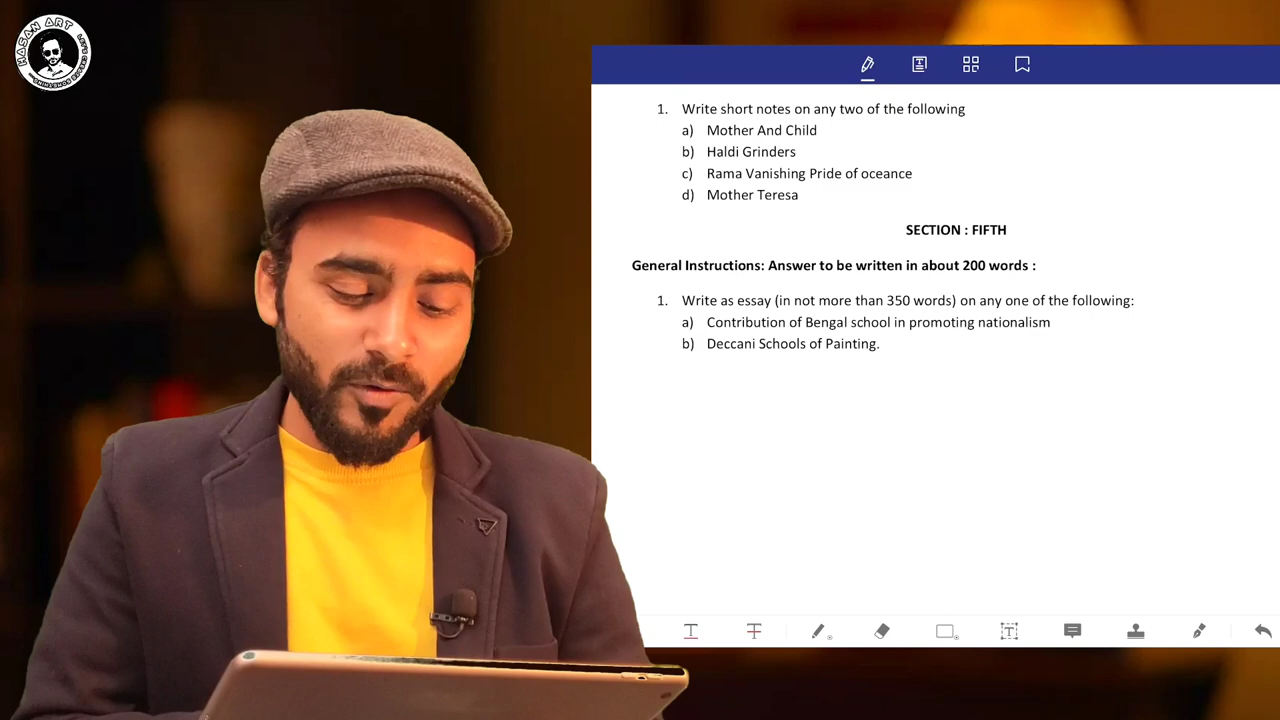 HASAN ART
1. Write short notes on any two of the following
a) Mother And Child
b) Haldi Grinders
c) Rama Vanishing Pride of oceance
d) Mother Teresa
SECTION : FIFTH
General Instructions: Answer to be written in about 200 words :
1. Write as essay (in not more than 350 words) on any one of the following:
a) Contribution of Bengal school in promoting nationalism
b) Deccani Schools of Painting.